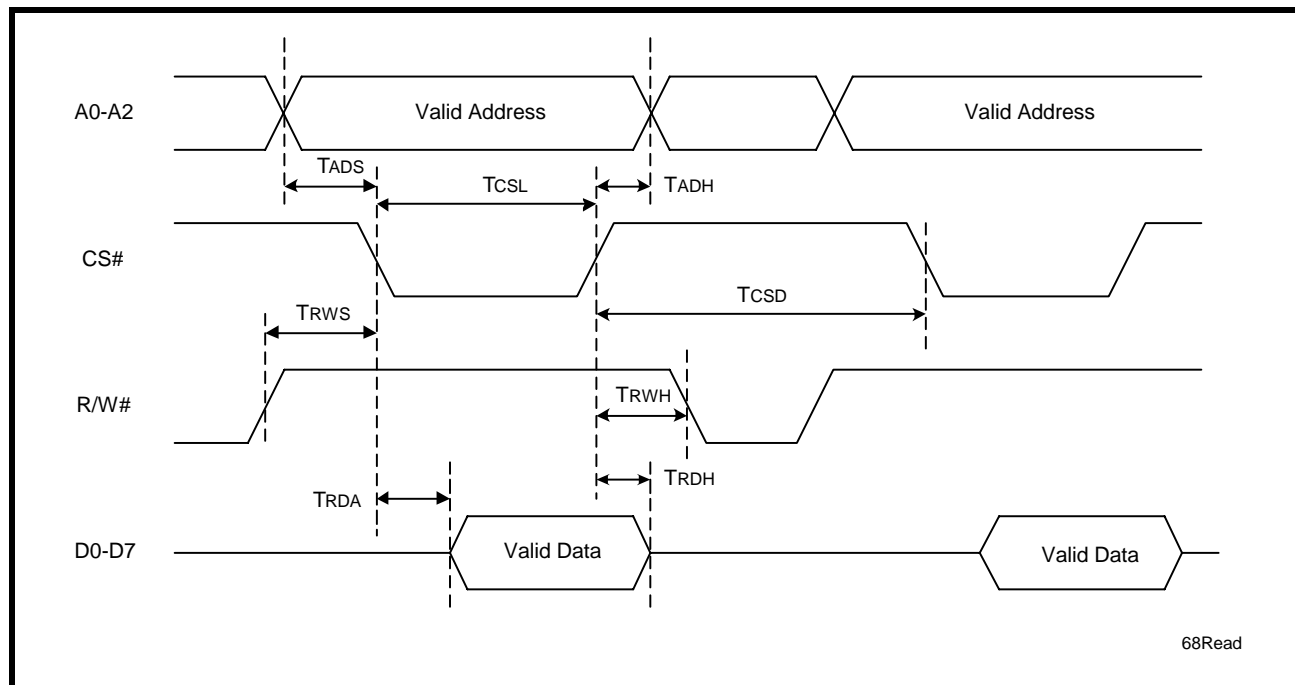 A0-A2
Valid Address
Valid Address
TADS
TCSL
TADH
CS#
TCSD
TRWS
R/W#
TRWH
TRDH
TRDA
D0-D7
Valid Data
Valid Data
68Read